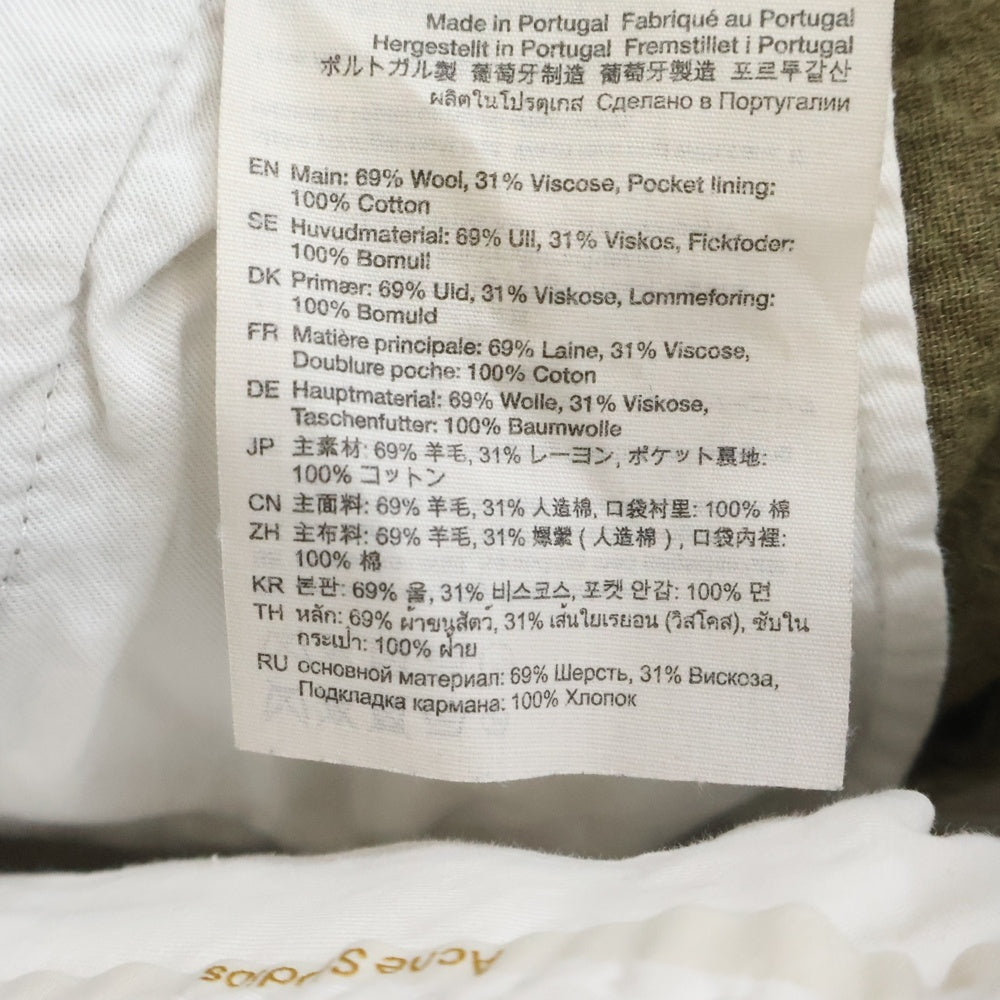 Made in Portugal Fabriqué au Portugal
Hergestellt in Portugal Fremstillet i Portugal
ポルトガル製 葡萄牙制造 葡萄牙製造 포르투갈산
ผลิตในโปรตุเกส Сделано в Португалии
EN Main: 69% Wool, 31% Viscose, Pocket lining:
100% Cotton
SE Huvudmaterial: 69% Ull, 31% Viskos, Fickfoder:
100% Bomull
DK Primær: 69% Uld, 31% Viskose, Lommeforing:
100% Bomuld
FR Matière principale: 69% Laine, 31% Viscose,
Doublure poche: 100% Coton
DE Hauptmaterial: 69% Wolle, 31% Viskose,
Taschenfutter: 100% Baumwolle
JP 主素材: 69% 羊毛, 31% レーヨン, ポケット裏地:
100% コットン
CN 主面料: 69% 羊毛, 31% 人造棉, 口袋衬里: 100% 棉
ZH 主布料: 69% 羊毛, 31% 嫘縈 ( 人造棉 ) , 口袋內裡:
100% 棉
KR 본판: 69% 울, 31% 비스코스, 포켓 안감: 100% 면
TH หลัก: 69% ผ้าขนสัตว์, 31% เส้นใยเรยอน (วิสโคส), ซับใน
กระเป๋า: 100% ฝ้าย
RU основной материал: 69% Шерсть, 31% Вискоза,
Подкладка кармана: 100% Хлопок
Acne Studios